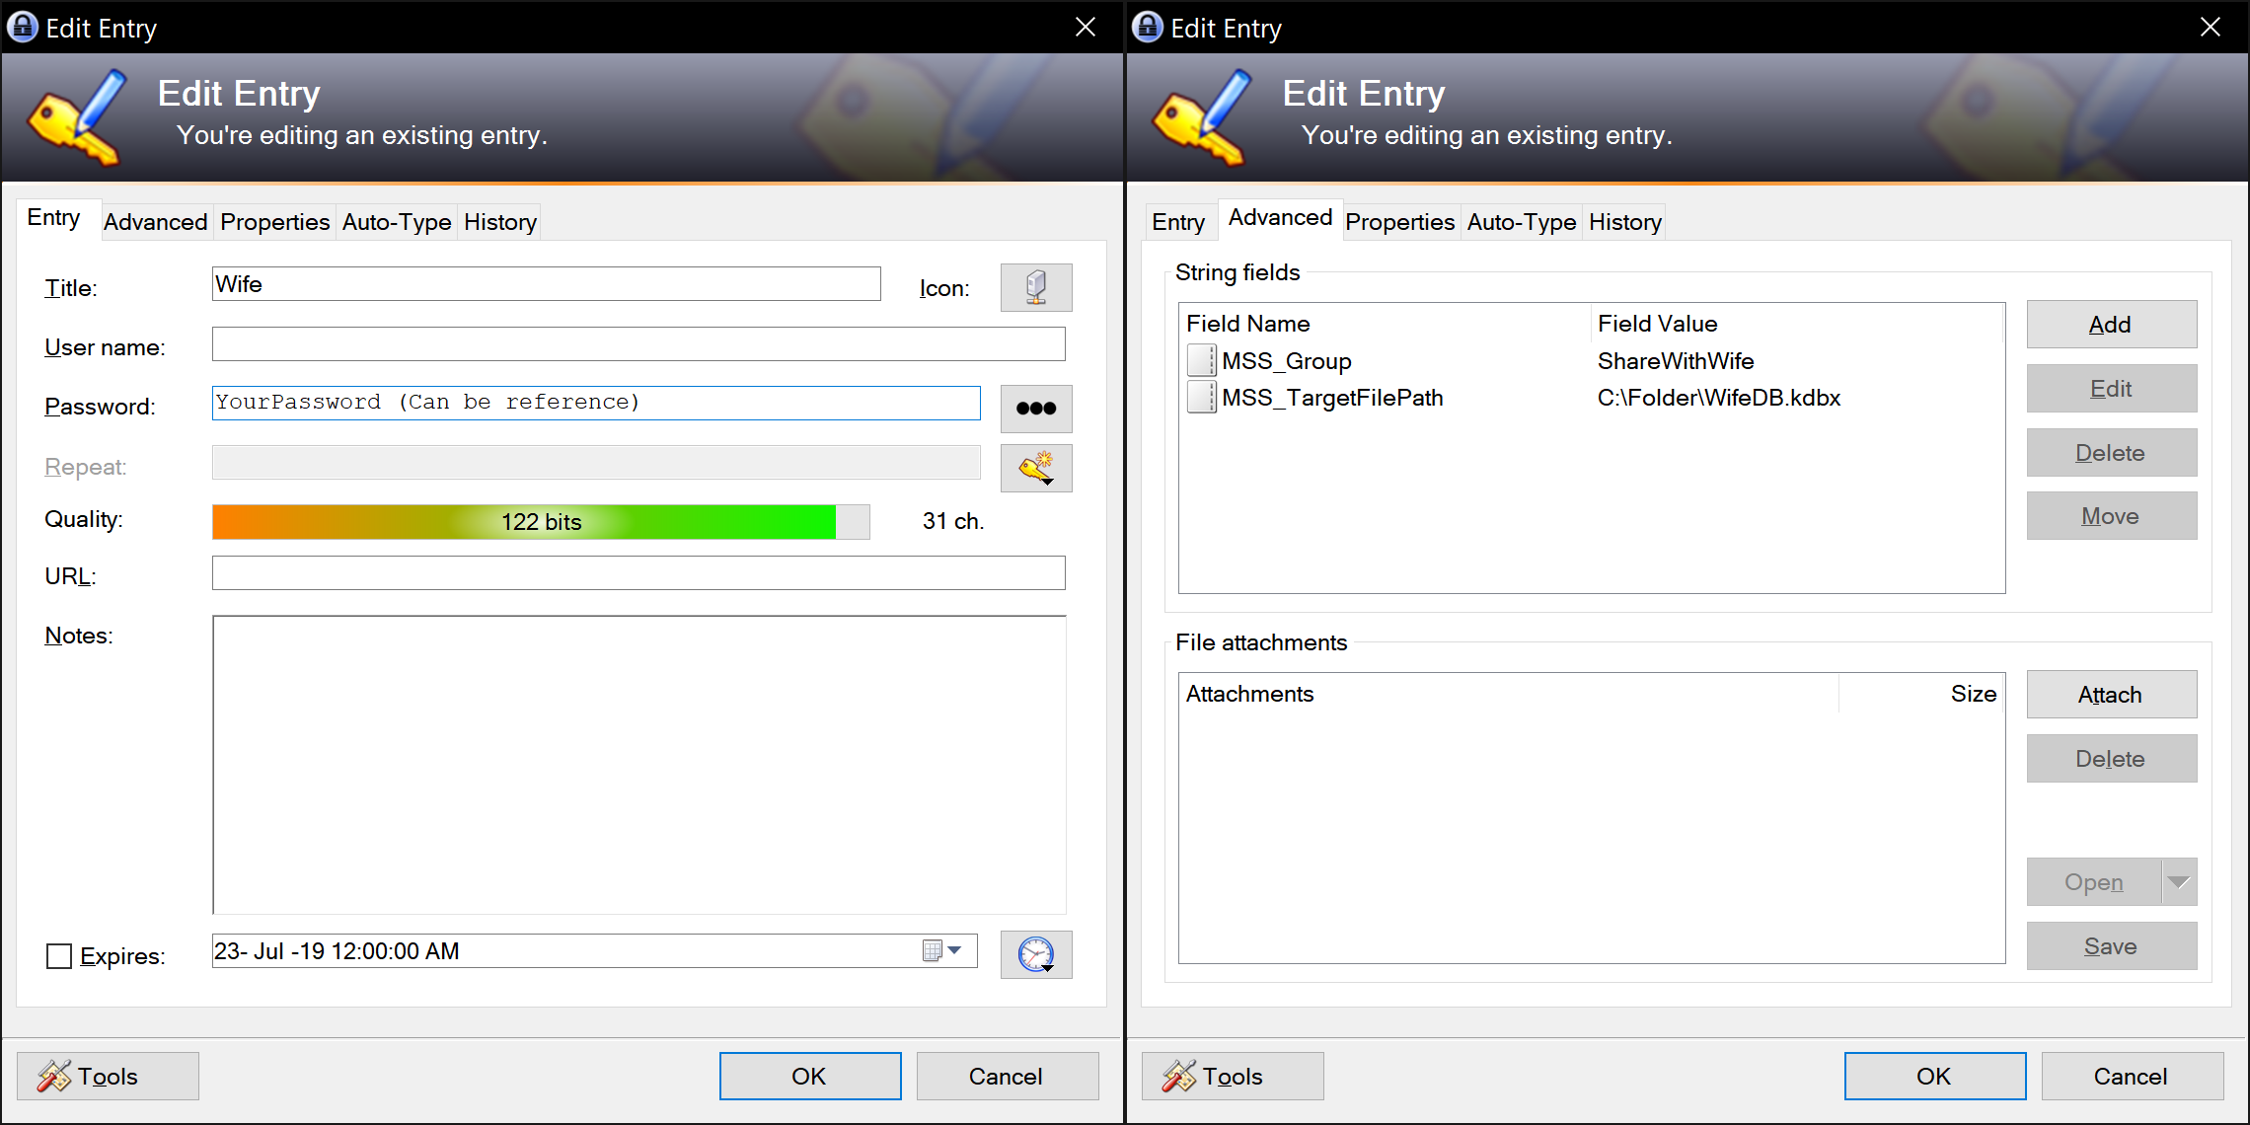 Edit Entry
Edit Entry
You're editing an existing entry.
Entry Advanced Properties Auto-Type History
Title: Wife Icon:
User name:
Password: YourPassword (Can be reference)
Repeat:
Quality: 122 bits 31 ch.
URL:
Notes:
Expires: 23- Jul -19 12:00:00 AM
Tools OK Cancel
Edit Entry
Edit Entry
You're editing an existing entry.
Entry Advanced Properties Auto-Type History
String fields
Field Name Field Value
MSS_Group ShareWithWife
MSS_TargetFilePath C:\Folder\WifeDB.kdbx
Add
Edit
Delete
Move
File attachments
Attachments Size
Attach
Delete
Open
Save
Tools OK Cancel